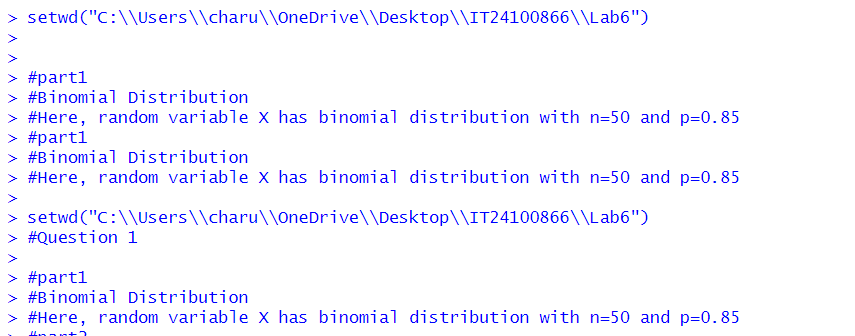 > setwd("C:\\Users\\charu\\OneDrive\\Desktop\\IT24100866\\Lab6")
>
>
> #part1
> #Binomial Distribution
> #Here, random variable X has binomial distribution with n=50 and p=0.85
> #part1
> #Binomial Distribution
> #Here, random variable X has binomial distribution with n=50 and p=0.85
>
> setwd("C:\\Users\\charu\\OneDrive\\Desktop\\IT24100866\\Lab6")
> #Question 1
>
> #part1
> #Binomial Distribution
> #Here, random variable X has binomial distribution with n=50 and p=0.85
> #part2